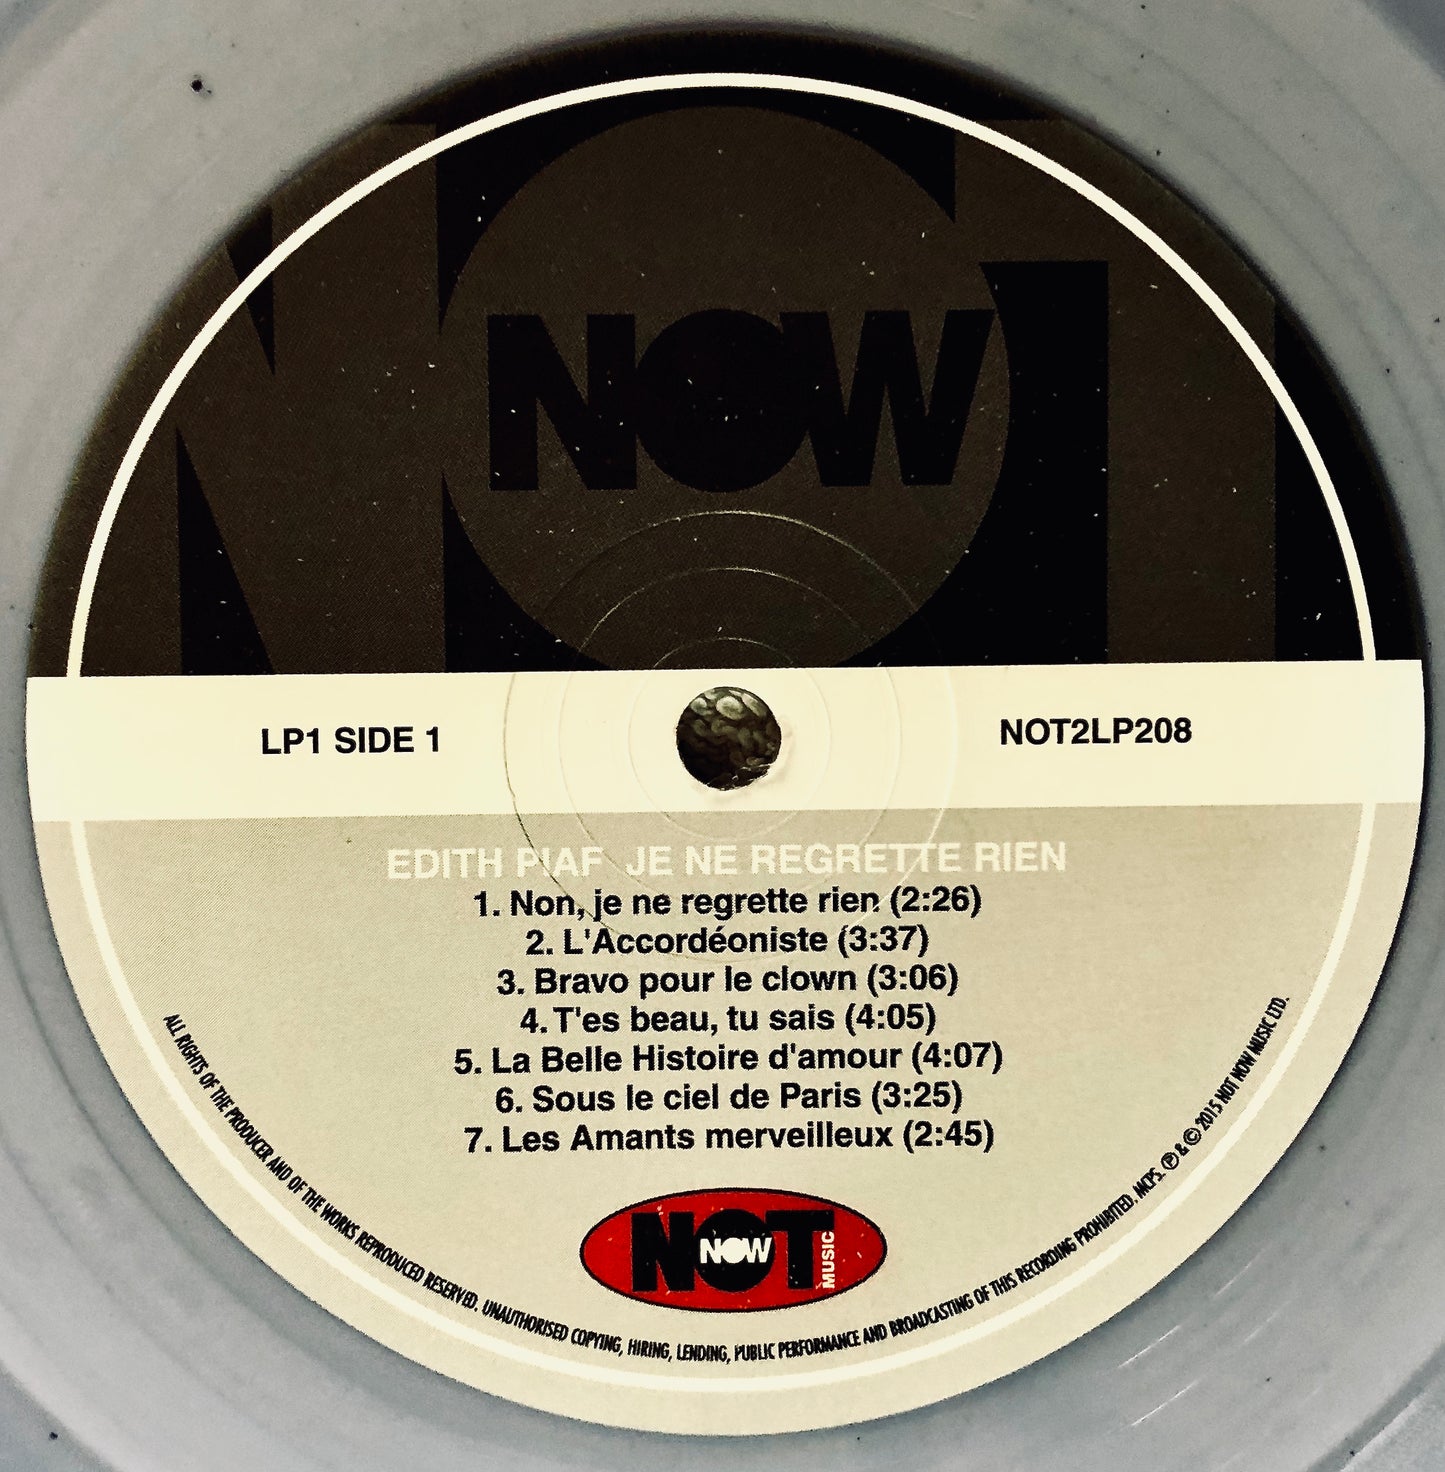 NOT
NOW
LP1 SIDE 1
NOT2LP208
EDITH PIAF JE NE REGRETTE RIEN
1. Non, je ne regrette rien (2:26)
2. L'Accordéoniste (3:37)
3. Bravo pour le clown (3:06)
4. T'es beau, tu sais (4:05)
5. La Belle Histoire d'amour (4:07)
6. Sous le ciel de Paris (3:25)
7. Les Amants merveilleux (2:45)
NOT
NOW
MUSIC
ALL RIGHTS OF THE PRODUCER AND OF THE WORKS REPRODUCED RESERVED. UNAUTHORISED COPYING, HIRING, LENDING, PUBLIC PERFORMANCE AND BROADCASTING OF THIS RECORDING PROHIBITED. MCPS. ℗ & © 2015 NOT NOW MUSIC LTD.